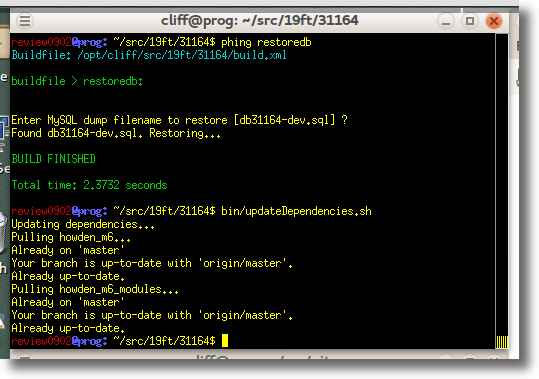 cliff@prog: ~/src/19ft/31164
review0902@prog: ~/src/19ft/31164$ phing restoredb
Buildfile: /opt/cliff/src/19ft/31164/build.xml
buildfile > restoredb:
Enter MySQL dump filename to restore [db31164-dev.sql] ?
Found db31164-dev.sql. Restoring...
BUILD FINISHED
Total time: 2.3732 seconds
review0902@prog: ~/src/19ft/31164$ bin/updateDependencies.sh
Updating dependencies...
Pulling howden_m6...
Already on 'master'
Your branch is up-to-date with 'origin/master'.
Already up-to-date.
Pulling howden_m6_modules...
Already on 'master'
Your branch is up-to-date with 'origin/master'.
Already up-to-date.
review0902@prog: ~/src/19ft/31164$